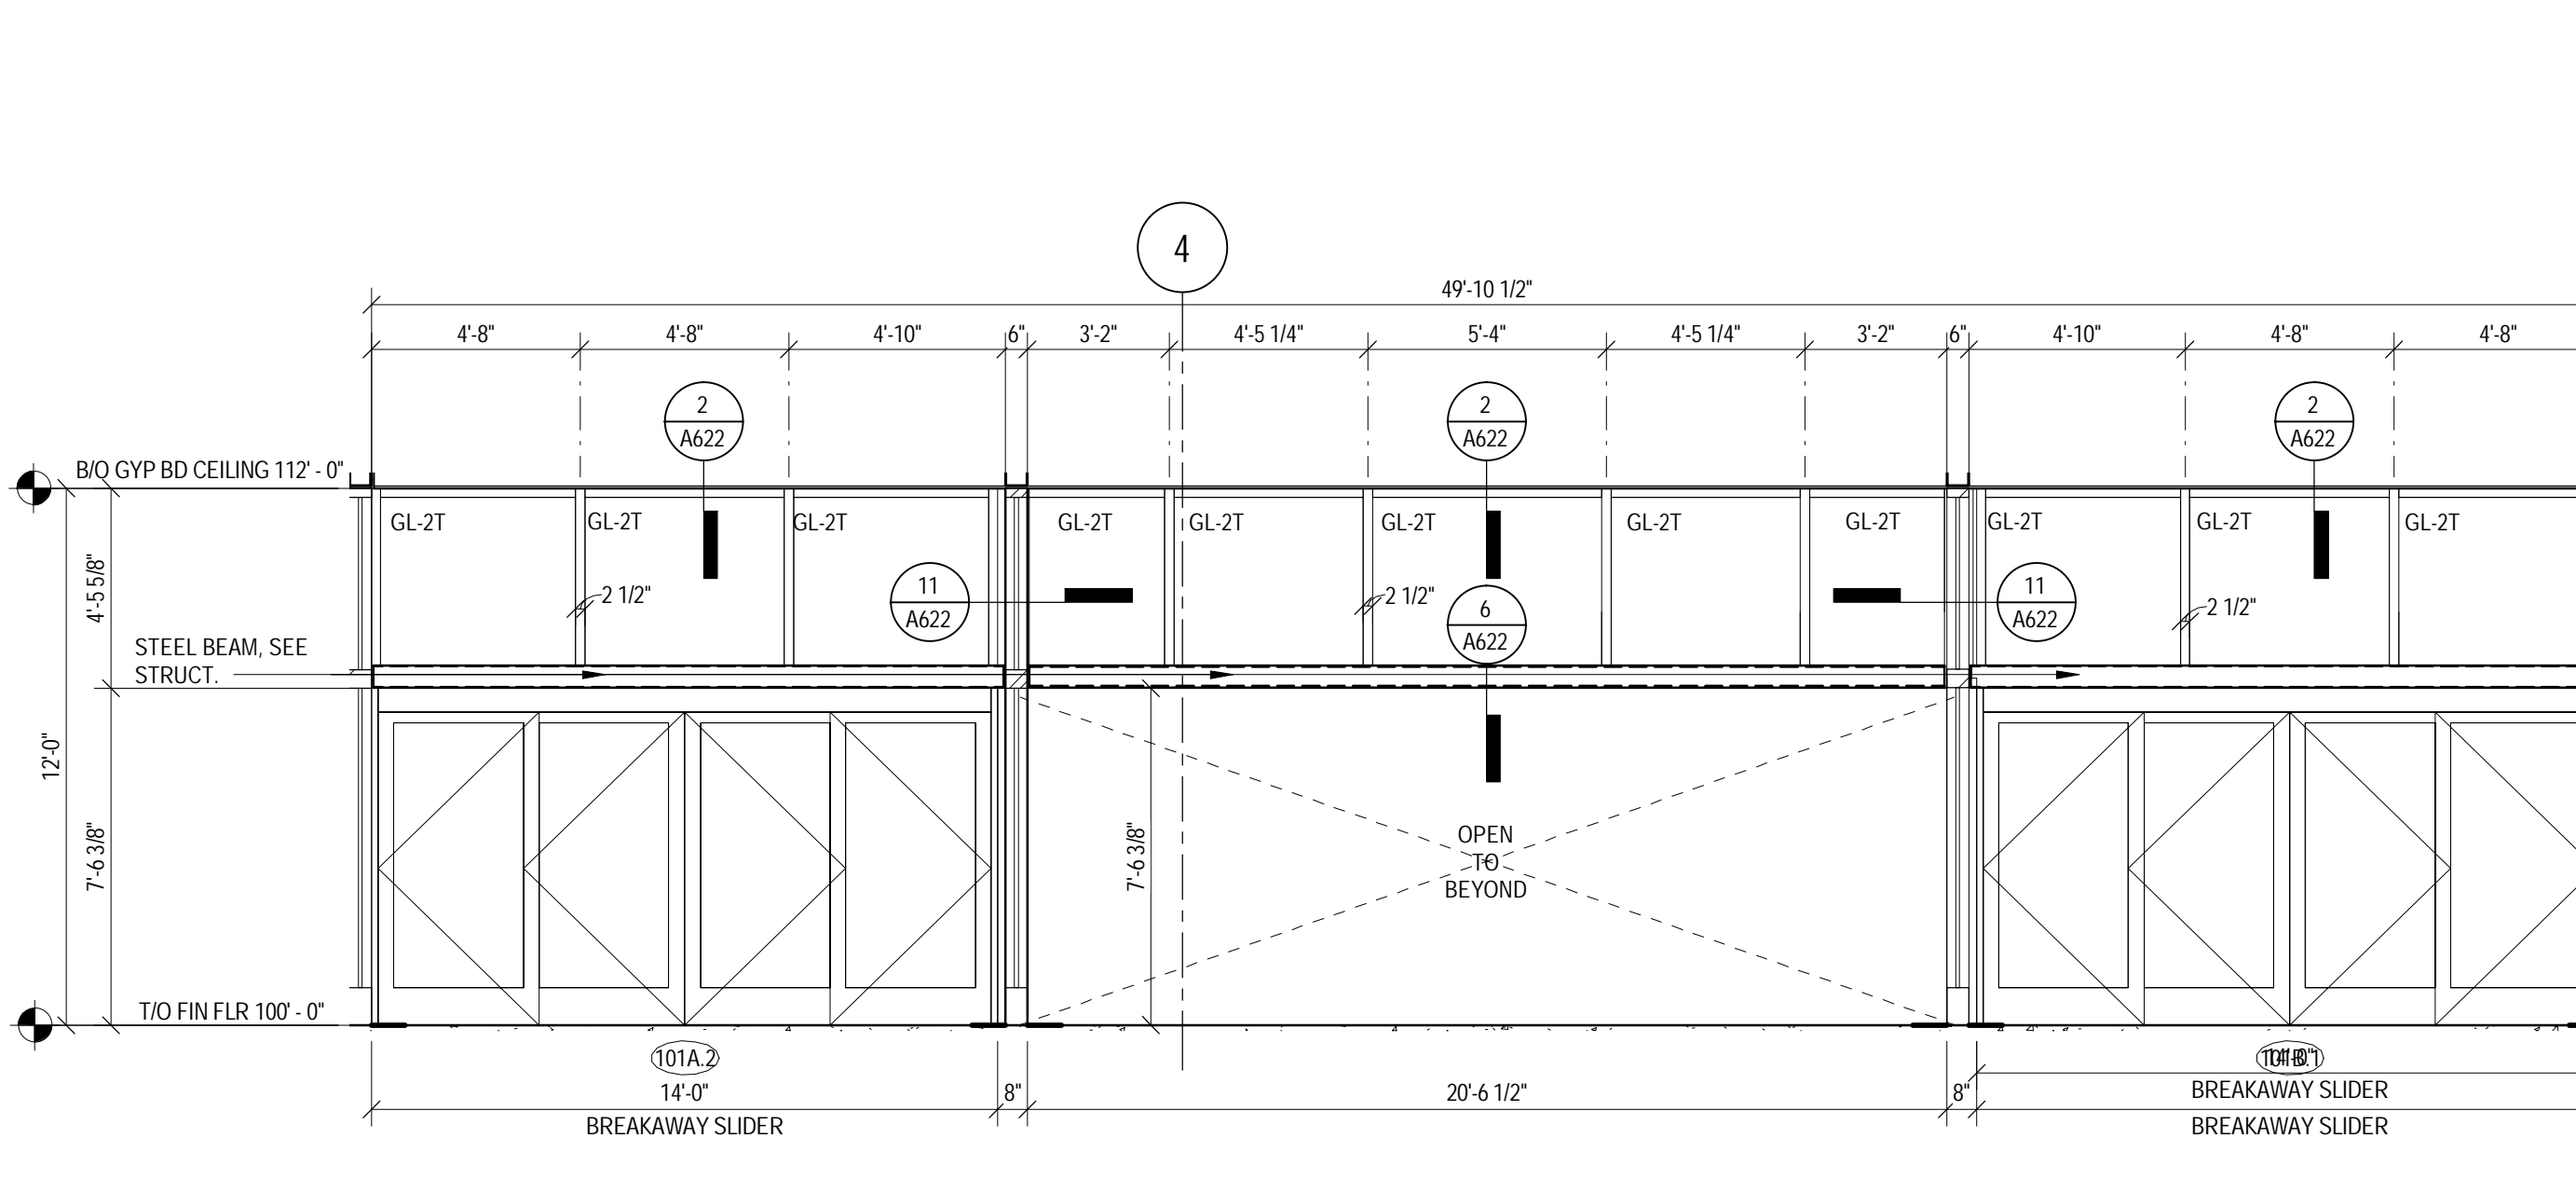 4
49'-10 1/2"
4'-8" 4'-8" 4'-10" 6" 3'-2" 4'-5 1/4" 5'-4" 4'-5 1/4" 3'-2" 6" 4'-10" 4'-8" 4'-8"
2 2 2
A622 A622 A622
B/O GYP BD CEILING 112' - 0"
GL-2T GL-2T GL-2T GL-2T GL-2T GL-2T GL-2T GL-2T GL-2T GL-2T GL-2T
4'-5 5/8"
2 1/2" 11 2 1/2" 6 11 2 1/2"
A622 A622 A622
STEEL BEAM, SEE
STRUCT.
12'-0"
7'-6 3/8" 7'-6 3/8"
OPEN
TO
BEYOND
T/O FIN FLR 100' - 0"
101A.2
14'-0" 8" 20'-6 1/2" 8"
BREAKAWAY SLIDER
101B.1
14'-0"
BREAKAWAY SLIDER
BREAKAWAY SLIDER